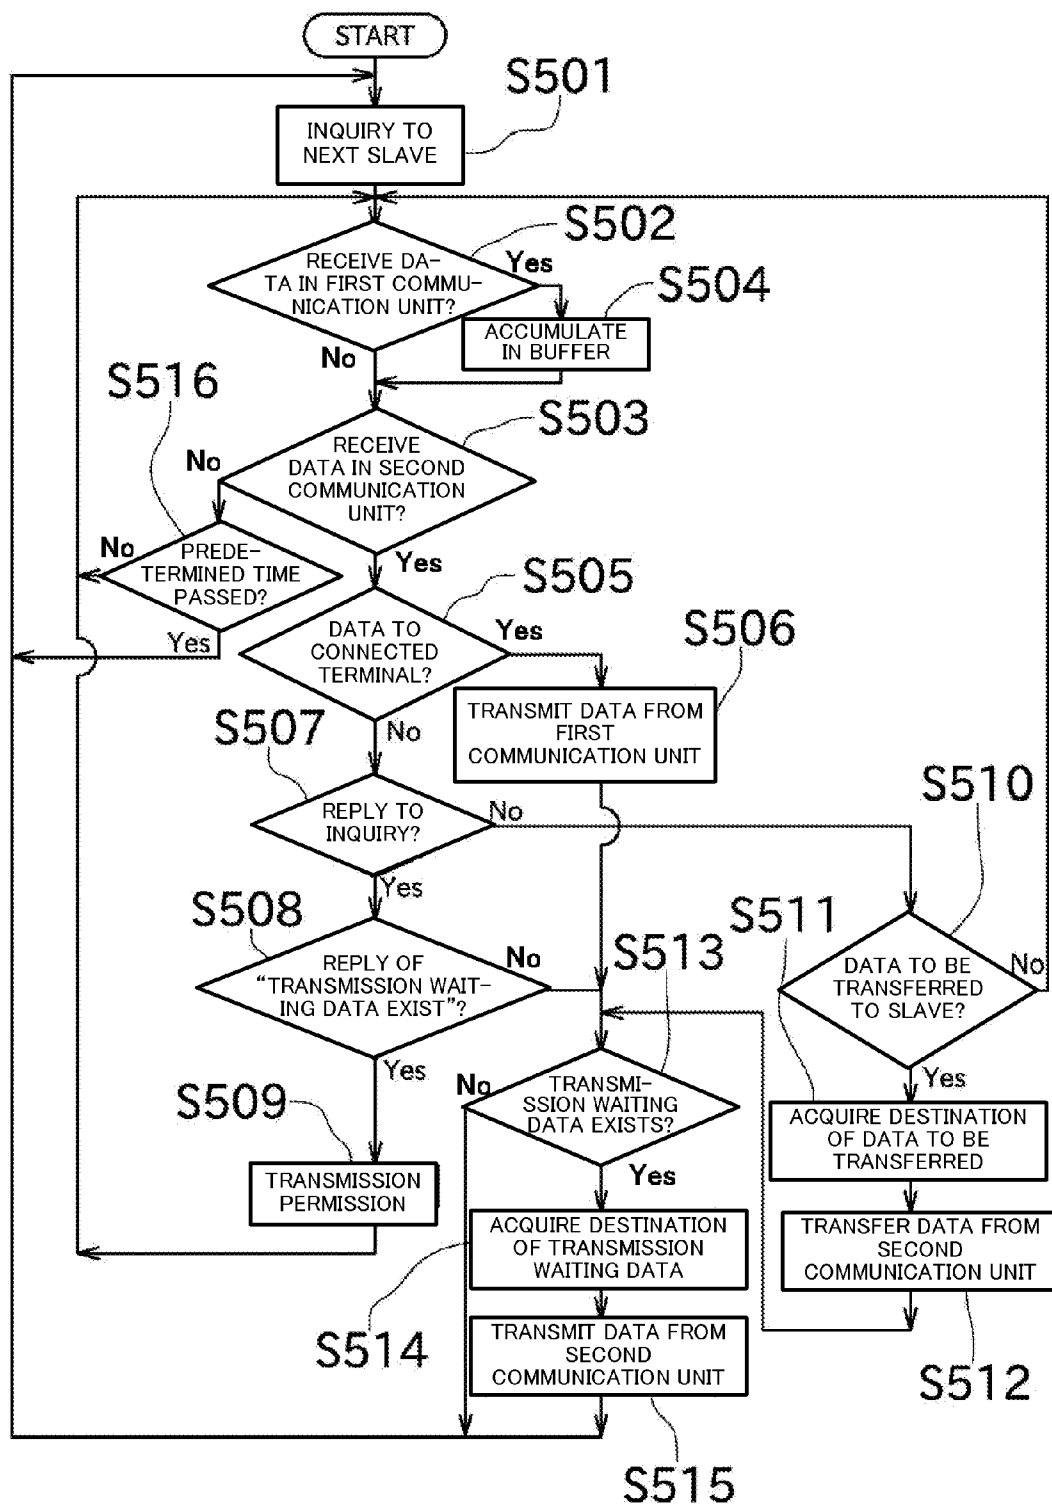 START
S501
INQUIRY TO
NEXT SLAVE
S502
RECEIVE DA-
TA IN FIRST COMMU-
NICATION UNIT?
Yes
S504
ACCUMULATE
IN BUFFER
No
S516
S503
RECEIVE
DATA IN SECOND
COMMUNICATION
UNIT?
No
Yes
No
PREDE-
TERMINED TIME
PASSED?
Yes
S505
DATA TO
CONNECTED
TERMINAL?
Yes
S506
TRANSMIT DATA FROM
FIRST
COMMUNICATION UNIT
No
S507
REPLY TO
INQUIRY?
No
S510
Yes
S508
REPLY OF
“TRANSMISSION WAIT-
ING DATA EXIST”?
No
S513
S511
DATA TO BE
TRANSFERRED
TO SLAVE?
No
Yes
Yes
S509
TRANSMISSION
PERMISSION
No
TRANSMI-
SSION WAITING
DATA EXISTS?
Yes
ACQUIRE DESTINATION
OF DATA TO BE
TRANSFERRED
ACQUIRE DESTINATION
OF TRANSMISSION
WAITING DATA
TRANSFER DATA FROM
SECOND
COMMUNICATION UNIT
S514
TRANSMIT DATA FROM
SECOND
COMMUNICATION UNIT
S512
S515